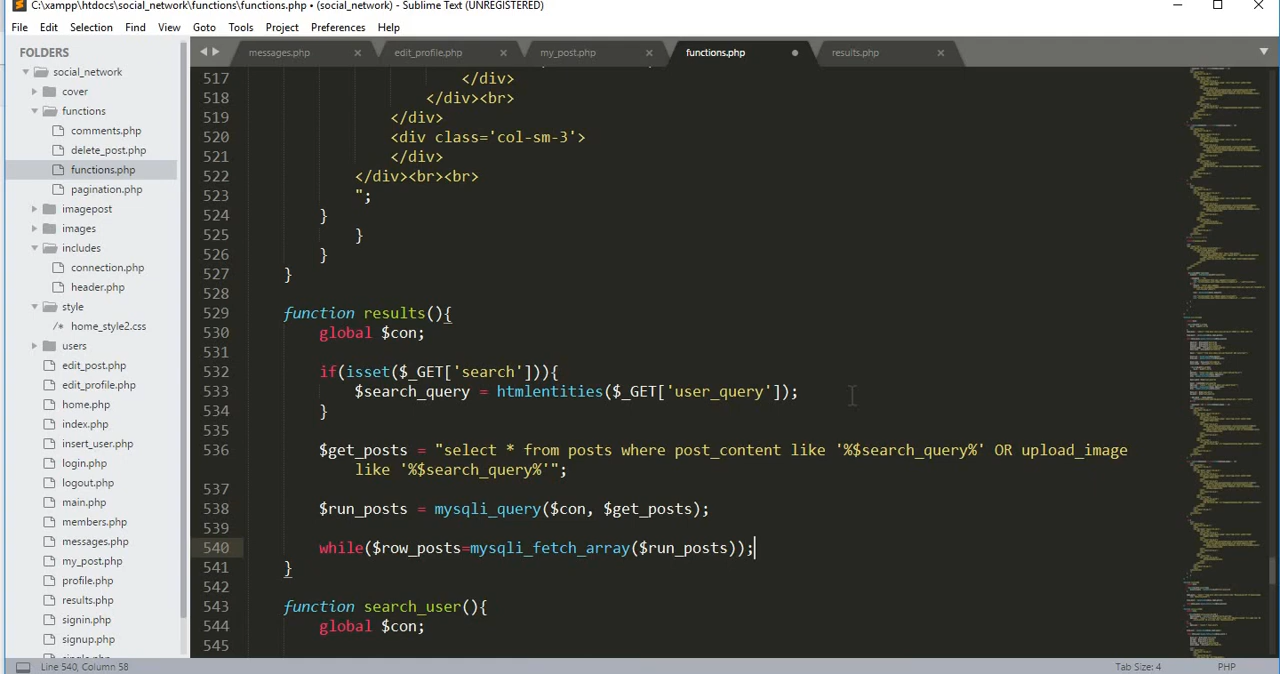 C:\xampp\htdocs\social_network\functions\functions.php • (social_network) - Sublime Text (UNREGISTERED)
File Edit Selection Find View Goto Tools Project Preferences Help
FOLDERS
social_network
cover
functions
comments.php
delete_post.php
functions.php
pagination.php
imagepost
images
includes
connection.php
header.php
style
/* home_style2.css
users
edit_post.php
edit_profile.php
home.php
index.php
insert_user.php
login.php
logout.php
main.php
members.php
messages.php
my_post.php
profile.php
results.php
signin.php
signup.php
messages.php edit_profile.php my_post.php functions.php results.php
517 </div>
518 </div><br>
519 </div>
520 <div class='col-sm-3'>
521 </div>
522 </div><br><br>
523 ";
524 }
525 }
526 }
527 }
528
529 function results(){
530 global $con;
531
532 if(isset($_GET['search'])){
533 $search_query = htmlentities($_GET['user_query']);
534 }
535
536 $get_posts = "select * from posts where post_content like '%$search_query%' OR upload_image
like '%$search_query%'";
537
538 $run_posts = mysqli_query($con, $get_posts);
539
540 while($row_posts=mysqli_fetch_array($run_posts));
541 }
542
543 function search_user(){
544 global $con;
545
Line 540, Column 58 Tab Size: 4 PHP